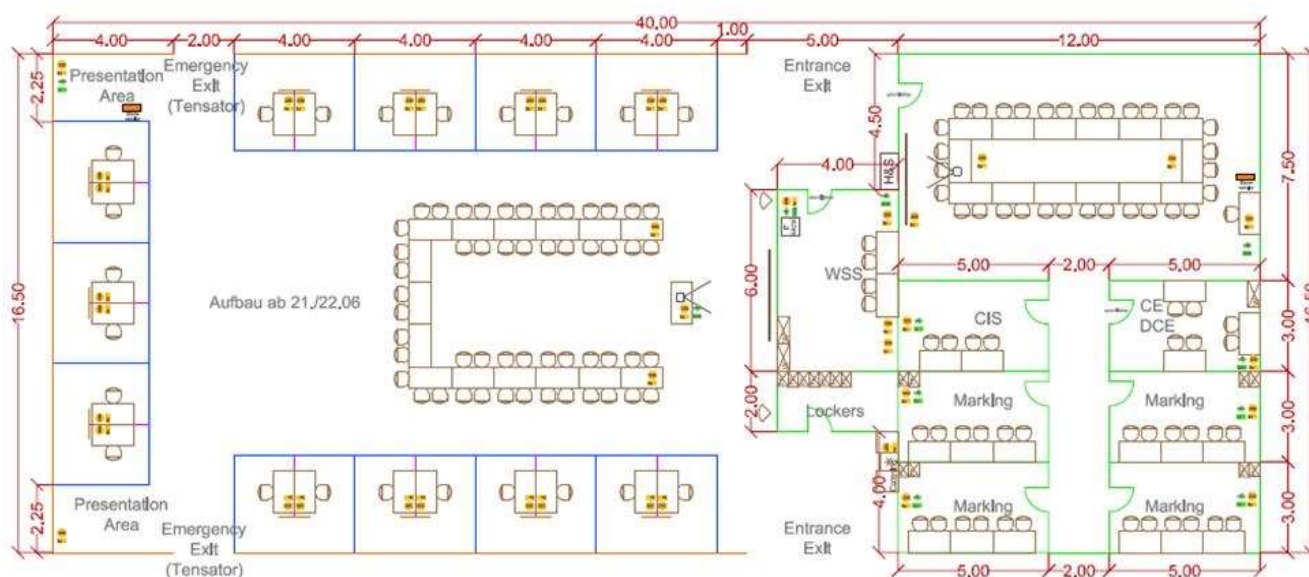 40.00
1.00
4.00
2.00
4.00
4.00
4.00
4.00
5.00
12.00
2.25
Presentation
Area
Emergency
Exit
(Tensator)
Entrance
Exit
4.50
7.50
4.00
H&S
16.50
Aufbau ab 21./22.06
6.00
WSS
5.00
2.00
5.00
CIS
CE
DCE
3.00
16.50
2.00
Lockers
Marking
Marking
3.00
4.00
Marking
Marking
3.00
2.25
Presentation
Area
Emergency
Exit
(Tensator)
Entrance
Exit
5.00
2.00
5.00